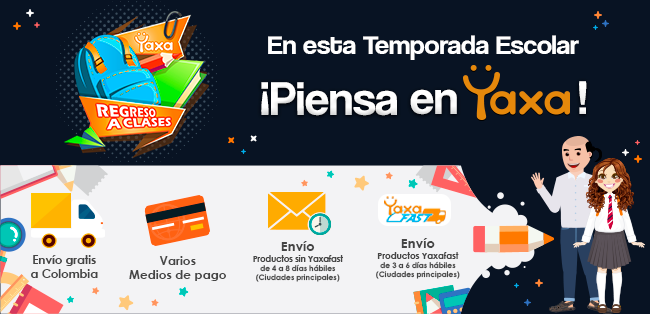 Yaxa
REGRESO
A CLASES
En esta Temporada Escolar
¡Piensa en Yaxa!
Envío gratis
a Colombia
Varios
Medios de pago
Envío
Productos sin Yaxafast
de 4 a 8 días hábiles
(Ciudades principales)
Yaxa
FAST
Envío
Productos Yaxafast
de 3 a 6 días hábiles
(Ciudades principales)